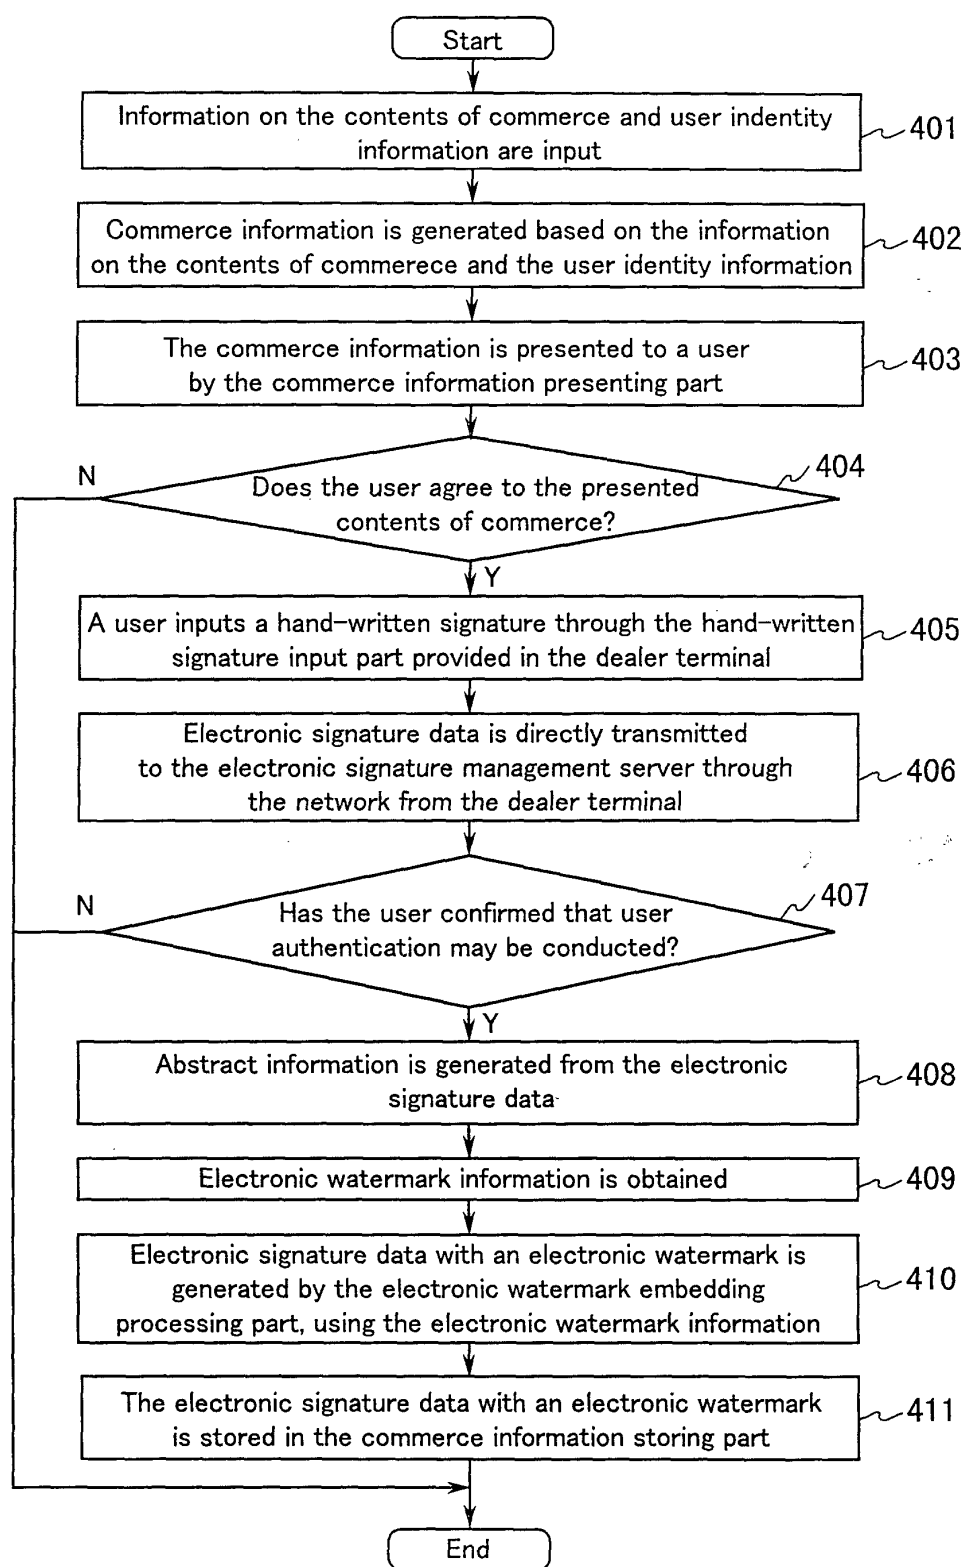 Start
Information on the contents of commerce and user indentity
information are input
401
Commerce information is generated based on the information
on the contents of commerece and the user identity information
402
The commerce information is presented to a user
by the commerce information presenting part
403
N
404
Does the user agree to the presented
contents of commerce?
Y
A user inputs a hand-written signature through the hand-written
signature input part provided in the dealer terminal
405
Electronic signature data is directly transmitted
to the electronic signature management server through
the network from the dealer terminal
406
N
407
Has the user confirmed that user
authentication may be conducted?
Y
Abstract information is generated from the electronic
signature data
408
Electronic watermark information is obtained
409
Electronic signature data with an electronic watermark is
generated by the electronic watermark embedding
processing part, using the electronic watermark information
410
The electronic signature data with an electronic watermark
is stored in the commerce information storing part
411
End